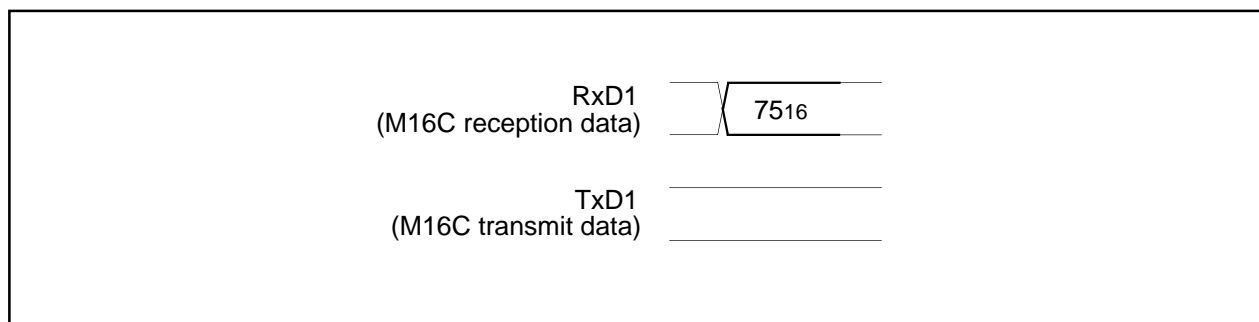 RxD1
(M16C reception data)
7516
TxD1
(M16C transmit data)